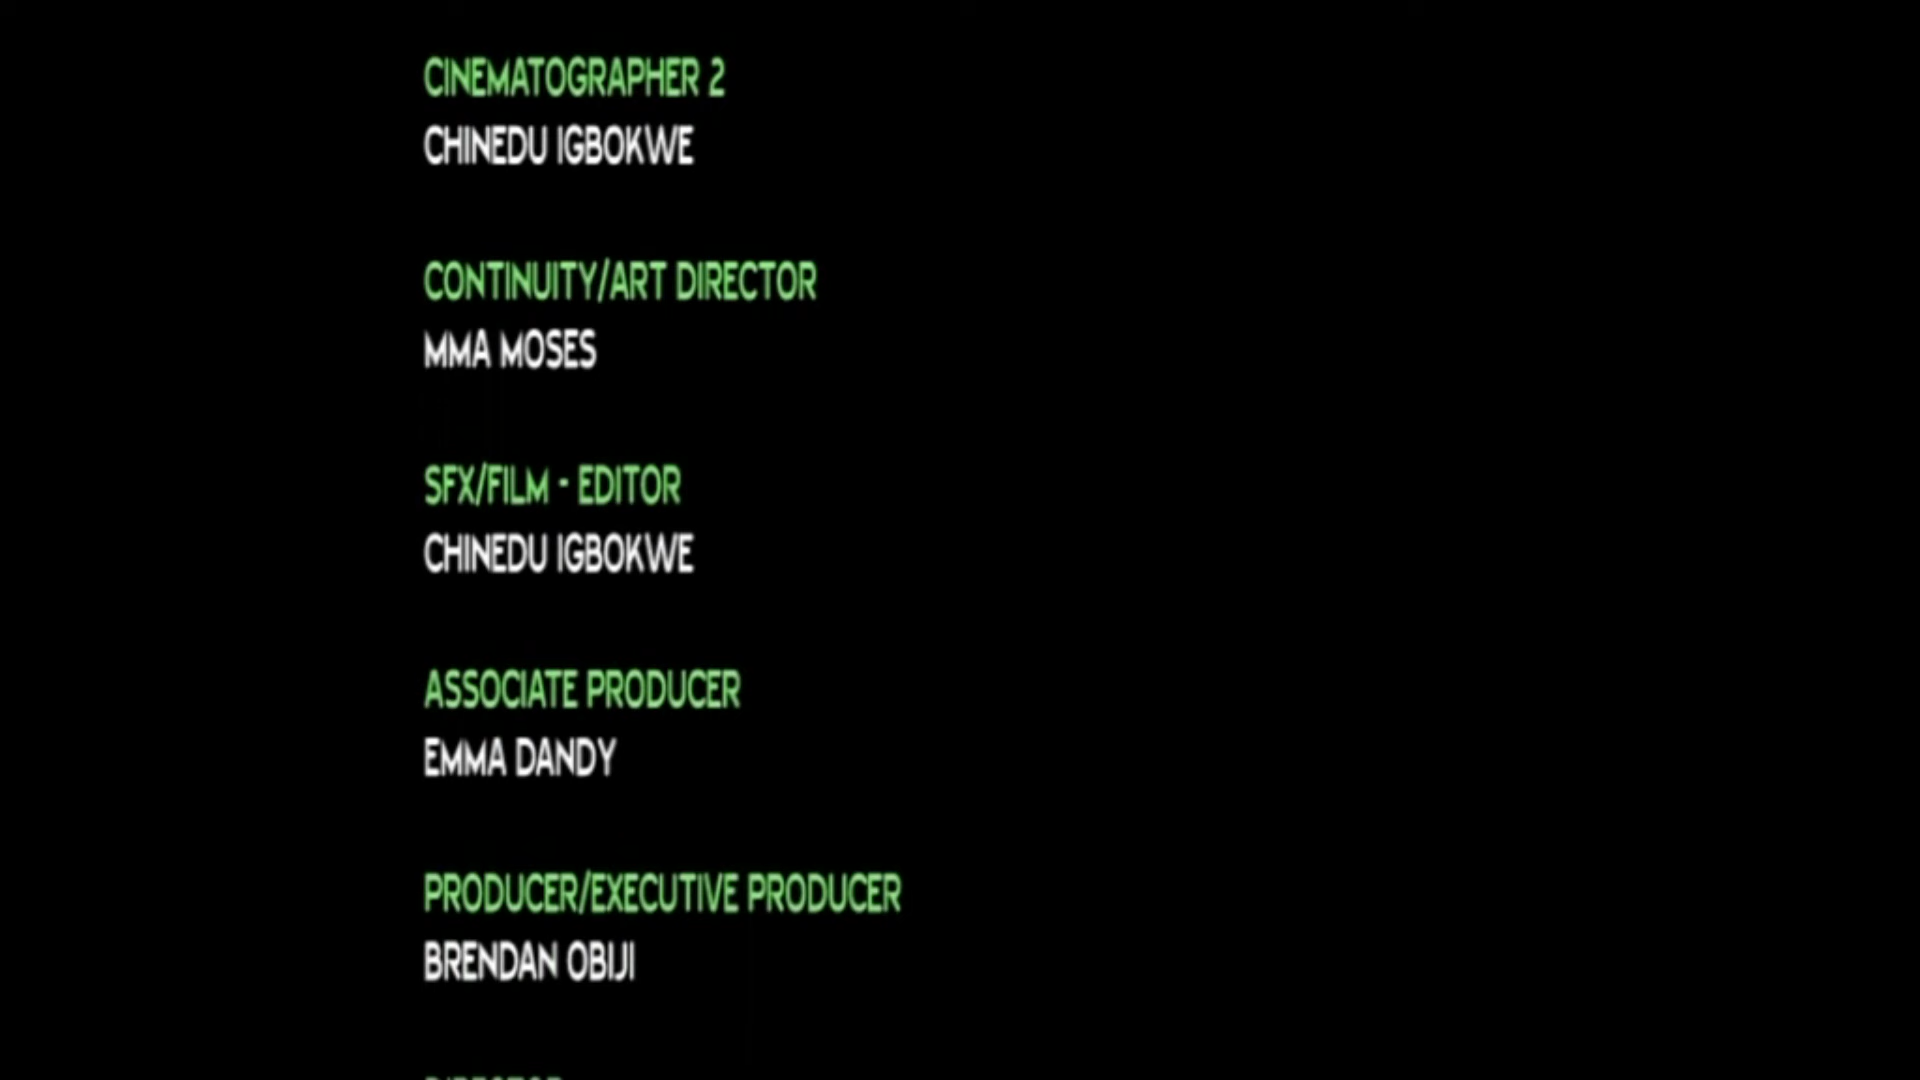 CINEMATOGRAPHER 2
CHINEDU IGBOKWE
CONTINUITY/ART DIRECTOR
MMA MOSES
SFX/FILM - EDITOR
CHINEDU IGBOKWE
ASSOCIATE PRODUCER
EMMA DANDY
PRODUCER/EXECUTIVE PRODUCER
BRENDAN OBIJI